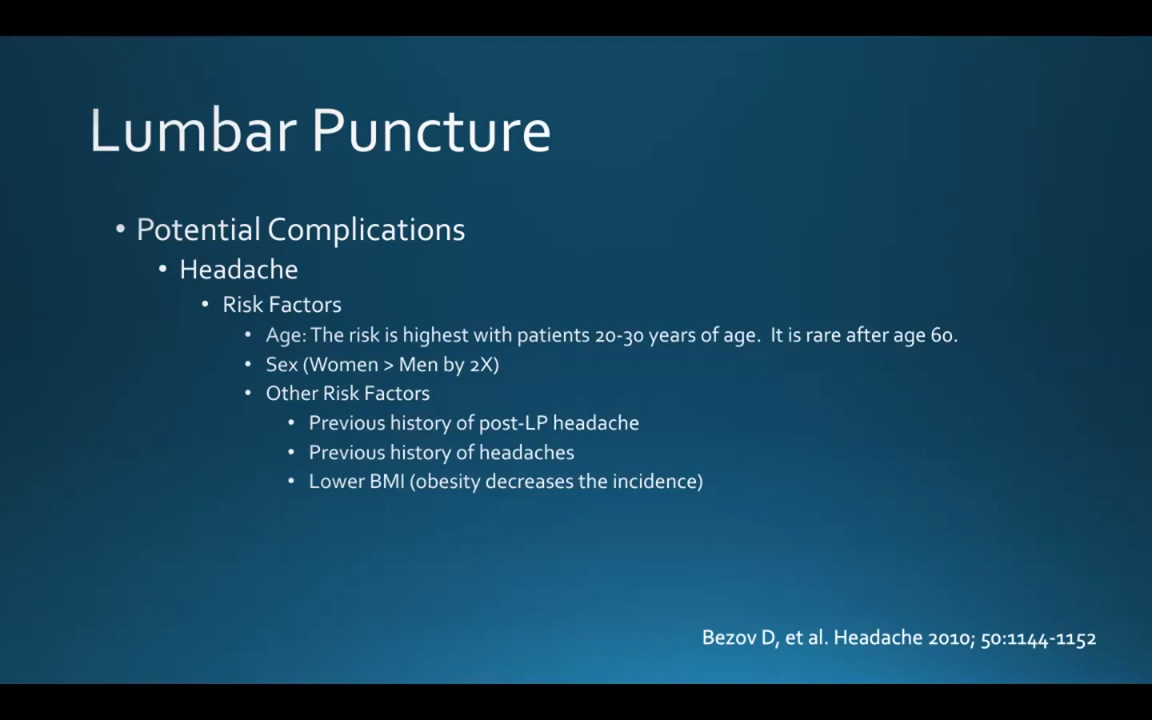 Lumbar Puncture
• Potential Complications
• Headache
• Risk Factors
• Age: The risk is highest with patients 20-30 years of age.  It is rare after age 60.
• Sex (Women > Men by 2X)
• Other Risk Factors
• Previous history of post-LP headache
• Previous history of headaches
• Lower BMI (obesity decreases the incidence)
Bezov D, et al. Headache 2010; 50:1144-1152